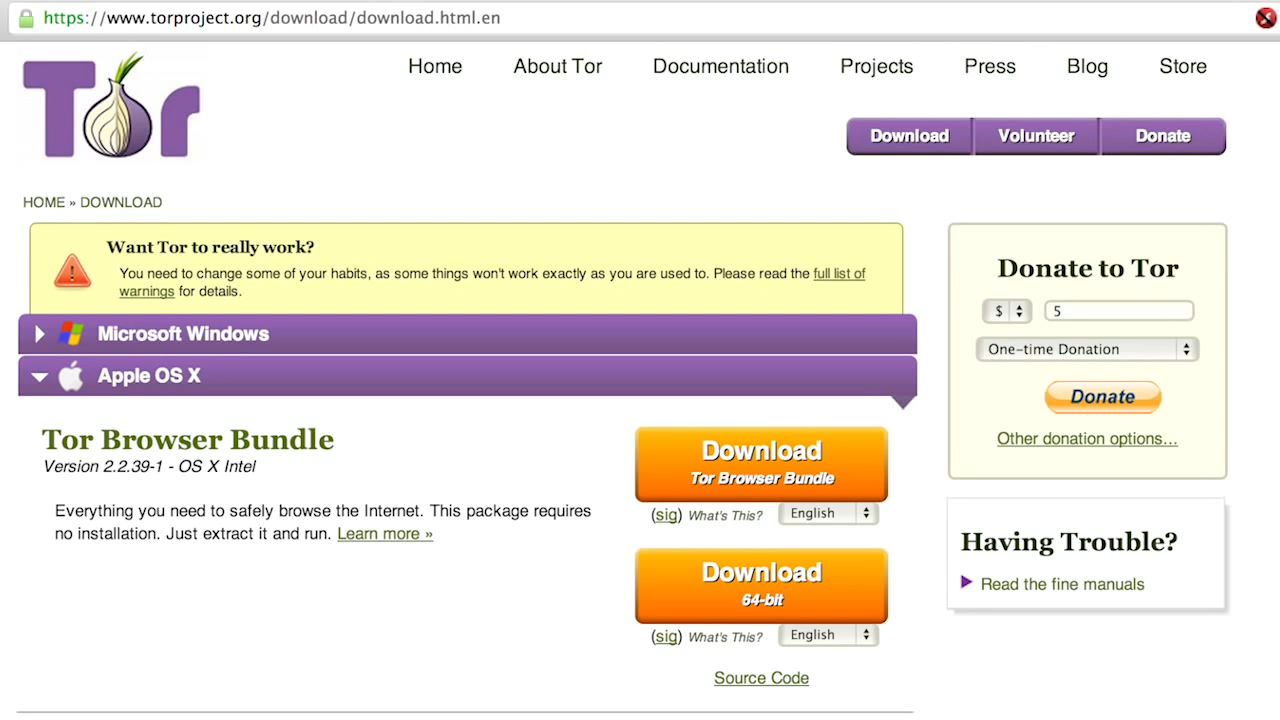 https://www.torproject.org/download/download.html.en
Tor
Home About Tor Documentation Projects Press Blog Store
Download Volunteer Donate
HOME » DOWNLOAD
Want Tor to really work?
You need to change some of your habits, as some things won't work exactly as you are used to. Please read the full list of
warnings for details.
Microsoft Windows
Apple OS X
Tor Browser Bundle
Version 2.2.39-1 - OS X Intel
Everything you need to safely browse the Internet. This package requires
no installation. Just extract it and run. Learn more »
Download
Tor Browser Bundle
(sig) What's This? English
Download
64-bit
(sig) What's This? English
Source Code
Donate to Tor
$ 5
One-time Donation
Donate
Other donation options...
Having Trouble?
Read the fine manuals